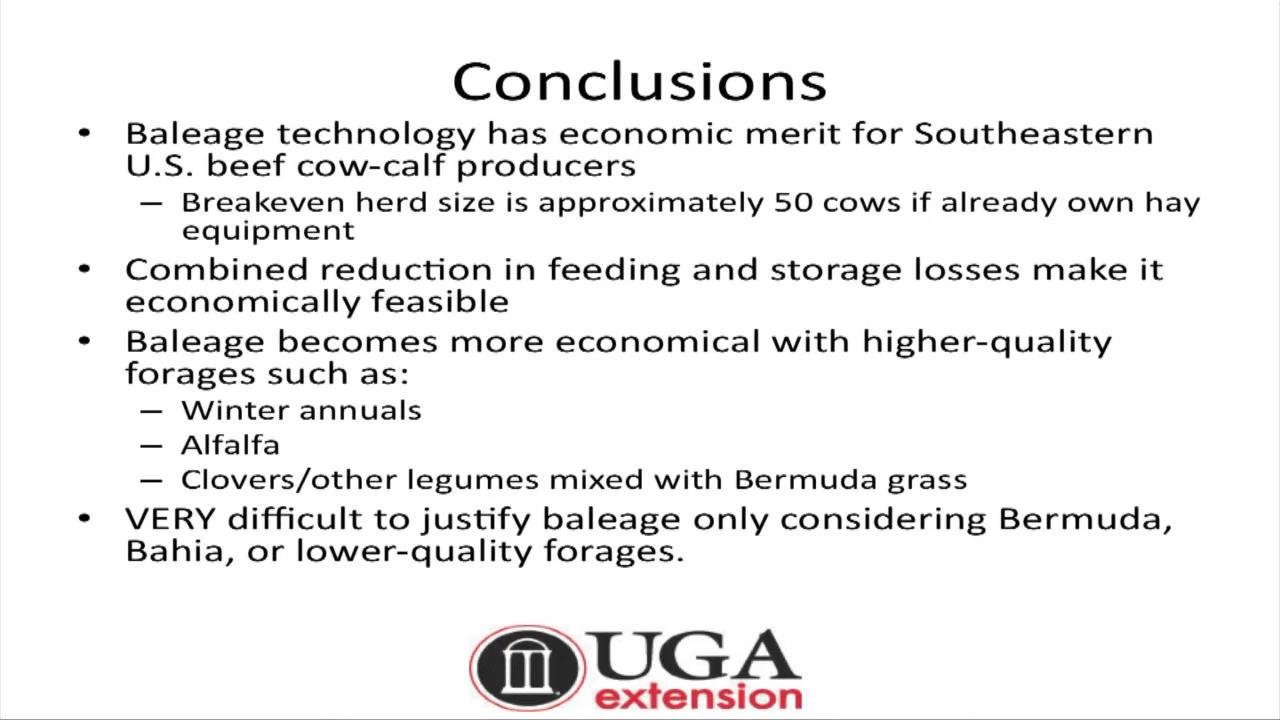 Conclusions
• Baleage technology has economic merit for Southeastern
U.S. beef cow-calf producers
– Breakeven herd size is approximately 50 cows if already own hay
equipment
• Combined reduction in feeding and storage losses make it
economically feasible
• Baleage becomes more economical with higher-quality
forages such as:
– Winter annuals
– Alfalfa
– Clovers/other legumes mixed with Bermuda grass
• VERY difficult to justify baleage only considering Bermuda,
Bahia, or lower-quality forages.
UGA
extension